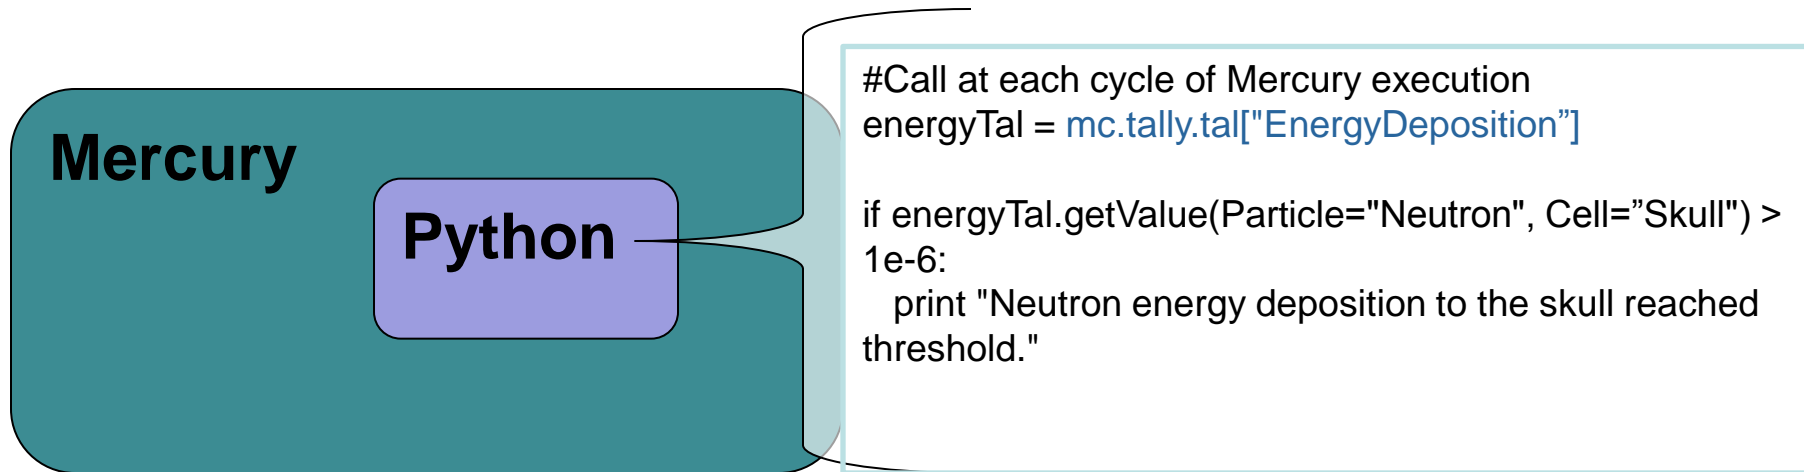 Mercury
Python
#Call at each cycle of Mercury execution
energyTal = mc.tally.tal["EnergyDeposition”]
if energyTal.getValue(Particle="Neutron", Cell=”Skull") >
1e-6:
print "Neutron energy deposition to the skull reached
threshold."